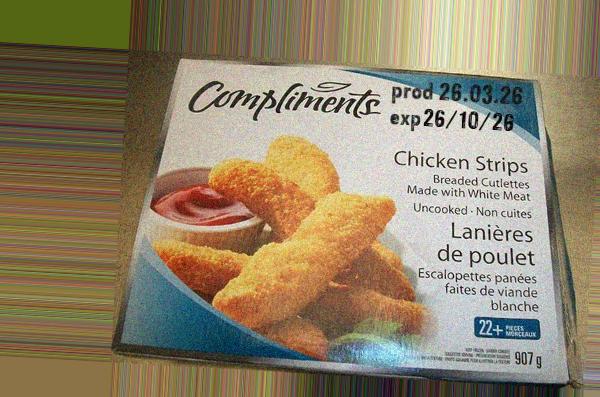 Compliments
prod 26.03.26
exp 26/10/26
Chicken Strips
Breaded Cutlettes
Made with White Meat
Uncooked · Non cuites
Lanières
de poulet
Escalopettes panées
faites de viande
blanche
22+ PIECES
MORCEAUX
907 g